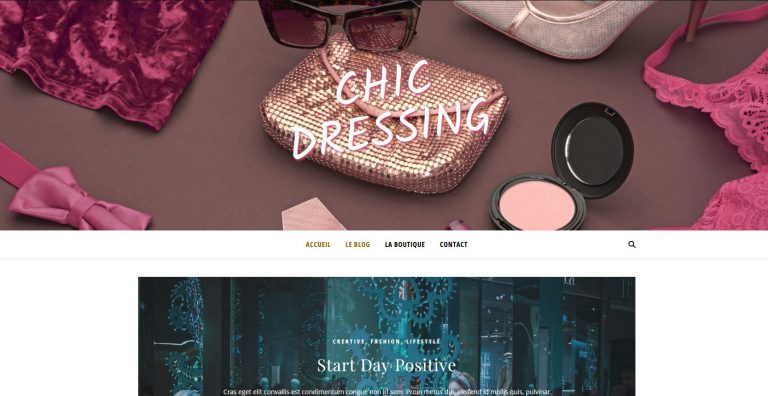 CHIC
DRESSING
ACCUEIL LE BLOG LA BOUTIQUE CONTACT
CREATIVE, FASHION, LIFESTYLE
Start Day Positive
Cras eget elit convallis est condimentum congue non id sem. Proin metus dui, eleifend id mollis quis, pulvinar